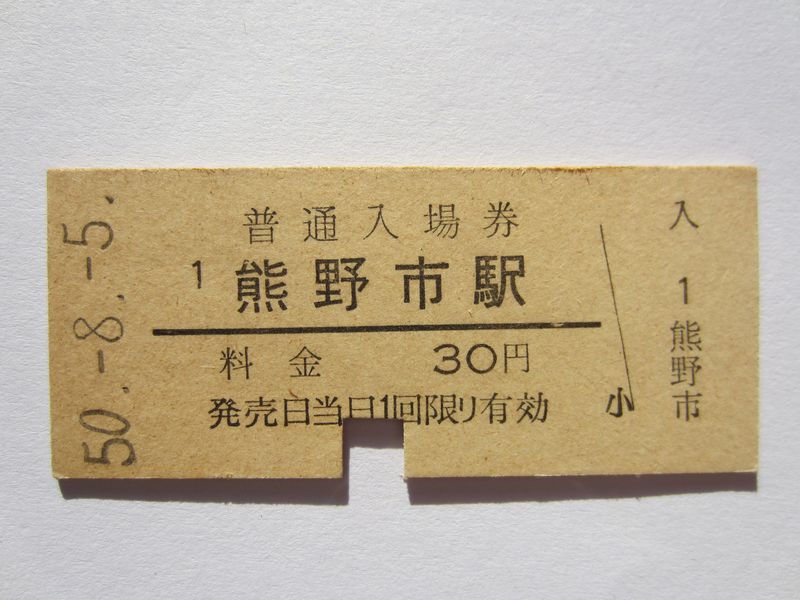 50.-8.-5.
普通入場券
1 熊野市駅
料金 30円
発売日当日1回限り有効
小
入
1
熊野市